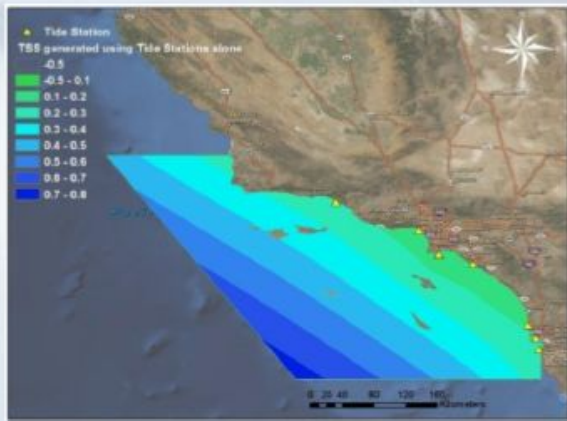 Tide Station
TSS generated using Tide Stations alone
-0.5
-0.5 - 0.1
0.1 - 0.2
0.2 - 0.3
0.3 - 0.4
0.4 - 0.5
0.5 - 0.6
0.6 - 0.7
0.7 - 0.8
0 20 40 80 120 160
Kilometers